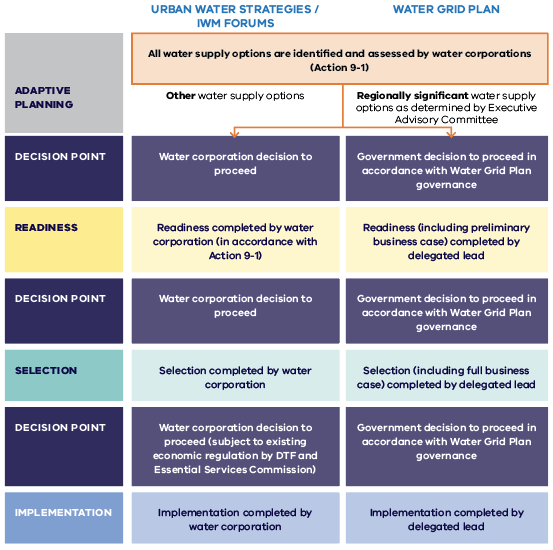 URBAN WATER STRATEGIES /
IWM FORUMS
WATER GRID PLAN
All water supply options are identified and assessed by water corporations
(Action 9-1)
ADAPTIVE
PLANNING
Other water supply options
Regionally significant water supply
options as determined by Executive
Advisory Committee
DECISION POINT
Water corporation decision to
proceed
Government decision to proceed in
accordance with Water Grid Plan
governance
READINESS
Readiness completed by water
corporation (in accordance with
Action 9-1)
Readiness (including preliminary
business case) completed by
delegated lead
DECISION POINT
Water corporation decision to
proceed
Government decision to proceed in
accordance with Water Grid Plan
governance
SELECTION
Selection completed by water
corporation
Selection (including full business
case) completed by delegated lead
DECISION POINT
Water corporation decision to
proceed (subject to existing
economic regulation by DTF and
Essential Services Commission)
Government decision to proceed in
accordance with Water Grid Plan
governance
IMPLEMENTATION
Implementation completed by
water corporation
Implementation completed by
delegated lead